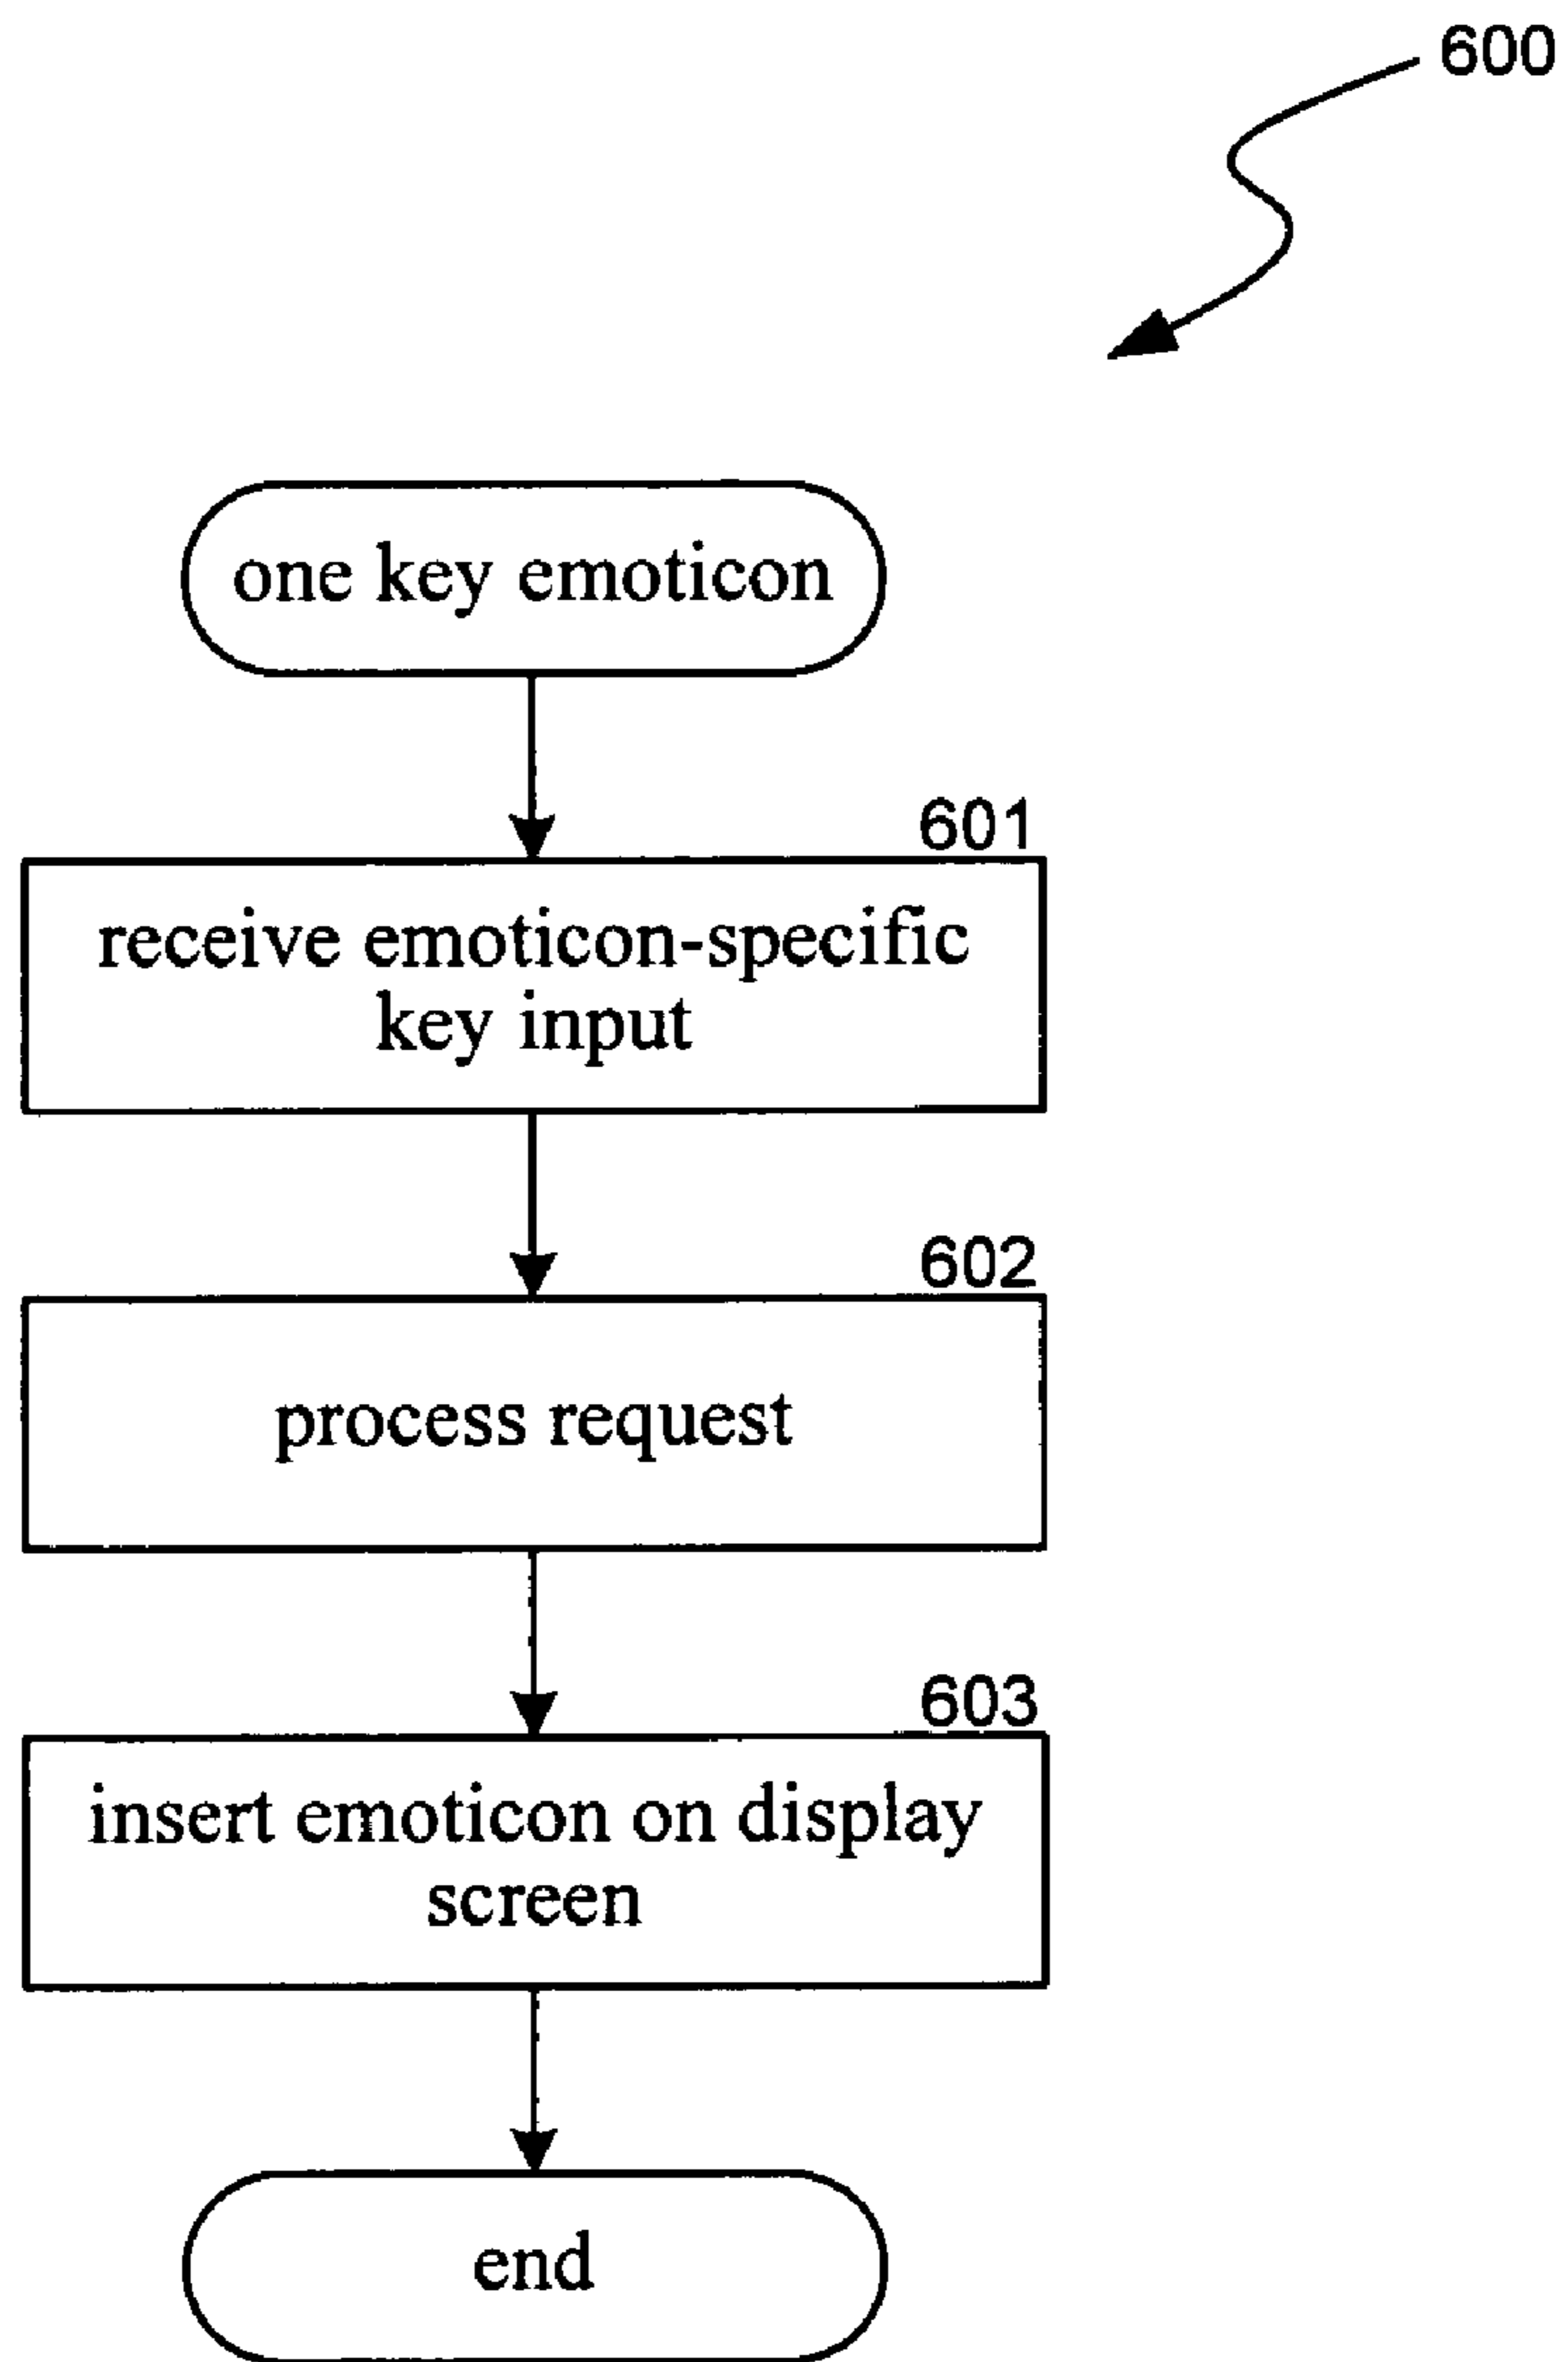 600
one key emoticon
601
receive emoticon-specific
key input
602
process request
603
insert emoticon on display
screen
end